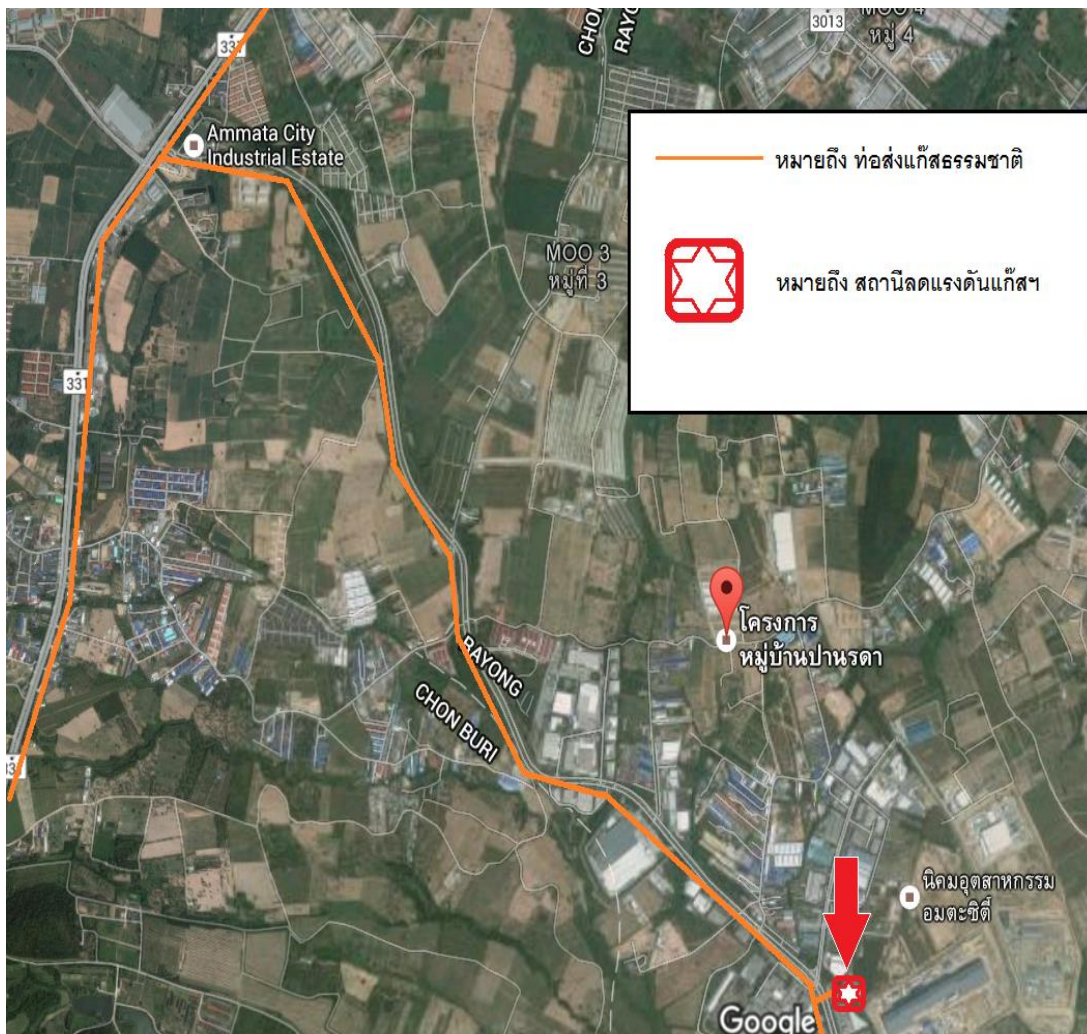 3013
MOO 4
หมู่ 4
CHON
RAYONG
331
Ammata City
Industrial Estate
หมายถึง ท่อส่งแก๊สธรรมชาติ
MOO 3
หมู่ที่ 3
หมายถึง สถานีลดแรงดันแก๊สฯ
331
โครงการ
หมู่บ้านปานรดา
RAYONG
CHON BURI
นิคมอุตสาหกรรม
อมตะซิตี้
Google